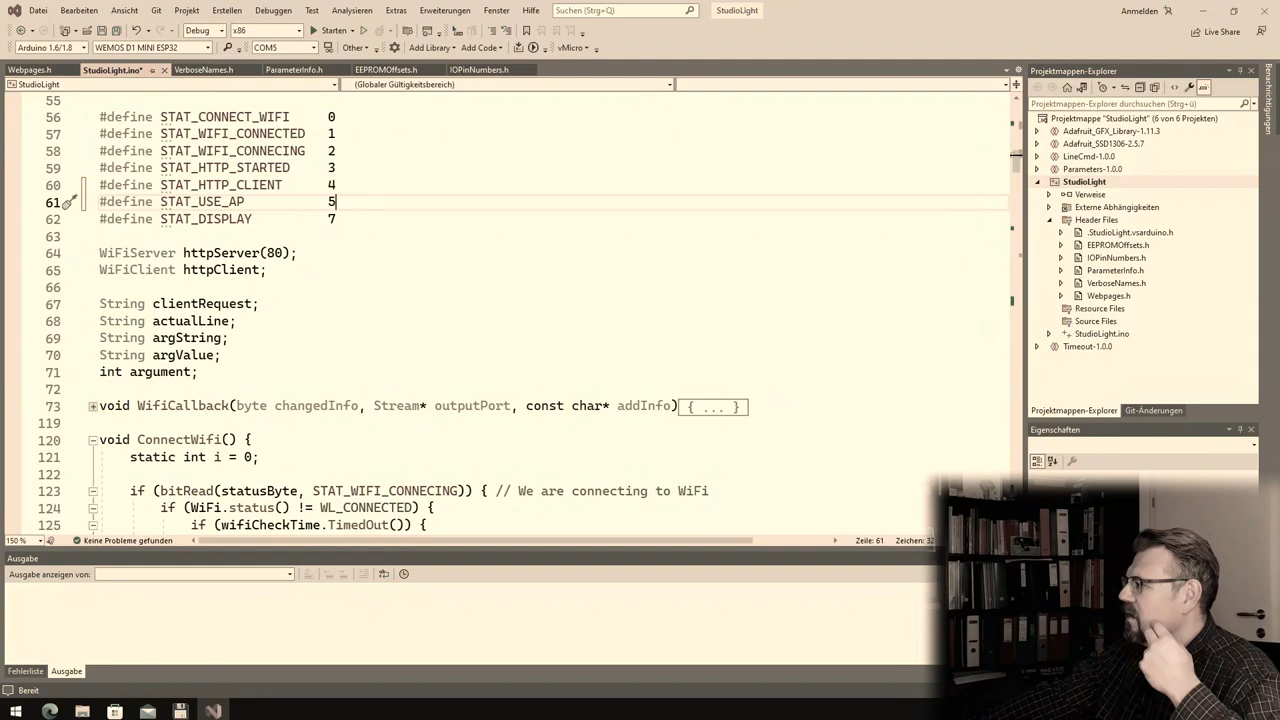 Datei Bearbeiten Ansicht Git Projekt Erstellen Debuggen Test Analysieren Extras Erweiterungen Fenster Hilfe Suchen (Strg+Q) StudioLight Anmelden
Debug x86 Starten Live Share
Arduino 1.6/1.8 WEMOS D1 MINI ESP32 COM5 Other Add Library Add Code vMicro
Webpages.h StudioLight.ino* VerboseNames.h ParameterInfo.h EEPROMOffsets.h IOPinNumbers.h
StudioLight (Globaler Gültigkeitsbereich)
55
56 #define STAT_CONNECT_WIFI 0
57 #define STAT_WIFI_CONNECTED 1
58 #define STAT_WIFI_CONNECING 2
59 #define STAT_HTTP_STARTED 3
60 #define STAT_HTTP_CLIENT 4
61 #define STAT_USE_AP 5
62 #define STAT_DISPLAY 7
63
64 WiFiServer httpServer(80);
65 WiFiClient httpClient;
66
67 String clientRequest;
68 String actualLine;
69 String argString;
70 String argValue;
71 int argument;
72
73 void WifiCallback(byte changedInfo, Stream* outputPort, const char* addInfo) { ... }
119
120 void ConnectWifi() {
121 static int i = 0;
122
123 if (bitRead(statusByte, STAT_WIFI_CONNECING)) { // We are connecting to WiFi
124 if (WiFi.status() != WL_CONNECTED) {
125 if (wifiCheckTime.TimedOut()) {
150 % Keine Probleme gefunden Zeile: 61 Zeichen: 32
Ausgabe
Ausgabe anzeigen von:
Fehlerliste Ausgabe
Bereit
Projektmappen-Explorer
Projektmappen-Explorer durchsuchen (Strg+ü)
Projektmappe "StudioLight" (6 von 6 Projekten)
Adafruit_GFX_Library-1.11.3
Adafruit_SSD1306-2.5.7
LineCmd-1.0.0
Parameters-1.0.0
StudioLight
Verweise
Externe Abhängigkeiten
Header Files
.StudioLight.vsarduino.h
EEPROMOffsets.h
IOPinNumbers.h
ParameterInfo.h
VerboseNames.h
Webpages.h
Resource Files
Source Files
StudioLight.ino
Timeout-1.0.0
Projektmappen-Explorer Git-Änderungen
Eigenschaften
Benachrichtigungen